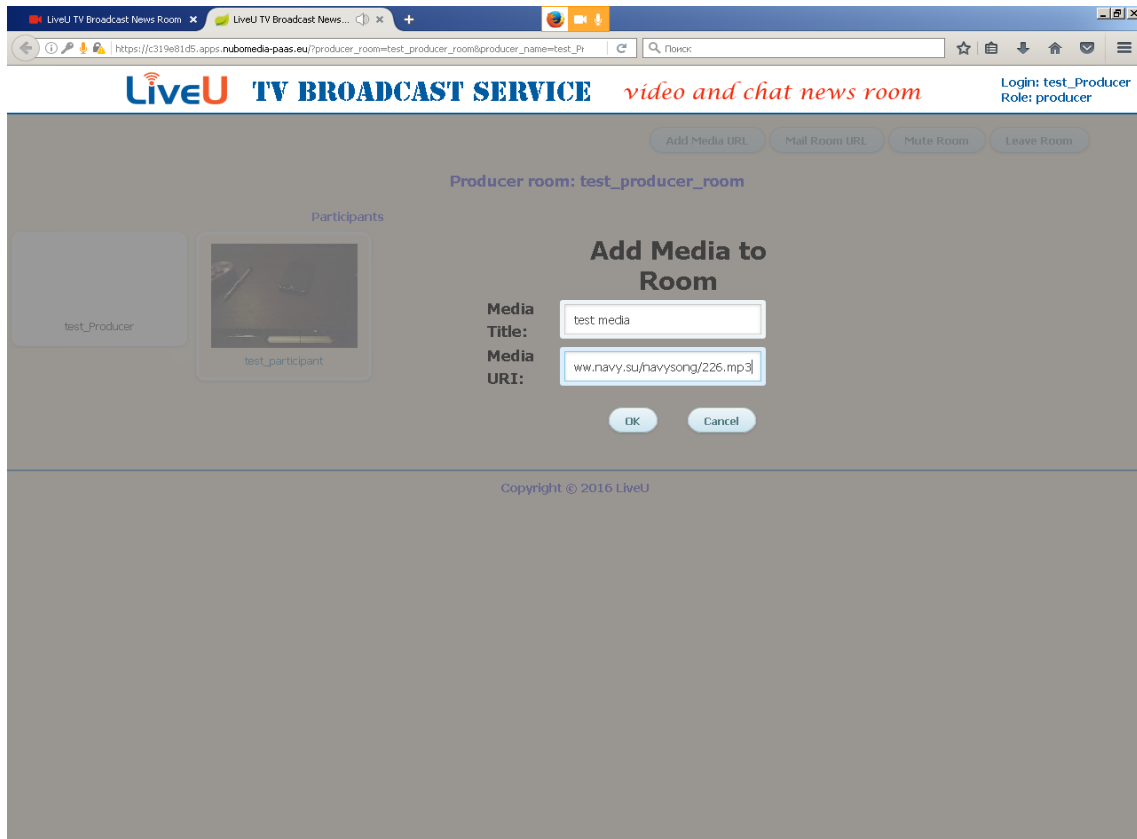 LiveU TV Broadcast News Room
LiveU TV Broadcast News...
https://c319e81d5.apps.nubomedia-paas.eu/?producer_room=test_producer_room&producer_name=test_Pr
Поиск
LiveU TV BROADCAST SERVICE video and chat news room
Login: test_Producer
Role: producer
Add Media URL Mail Room URL Mute Room Leave Room
Producer room: test_producer_room
Participants
test_Producer
test_participant
Add Media to
Room
Media
Title:
test media
Media
URI:
ww.navy.su/navysong/226.mp3
OK Cancel
Copyright © 2016 LiveU